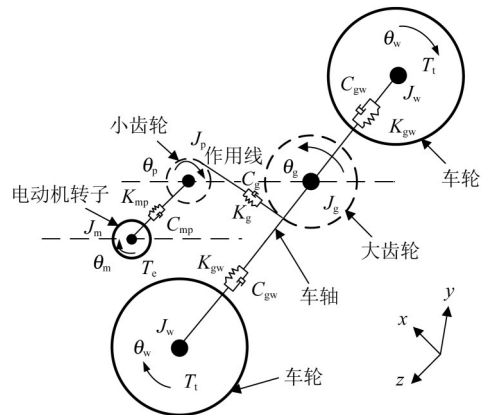 θw
Tt
Cgw
Jw
Kgw
车轮
小齿轮
Jp
作用线
θp
Cg
θg
Kmp
Kg
Jg
电动机转子
Cmp
大齿轮
Jm
θm
Te
Kgw
车轴
Cgw
Jw
θw
Tt
车轮
y
x
z